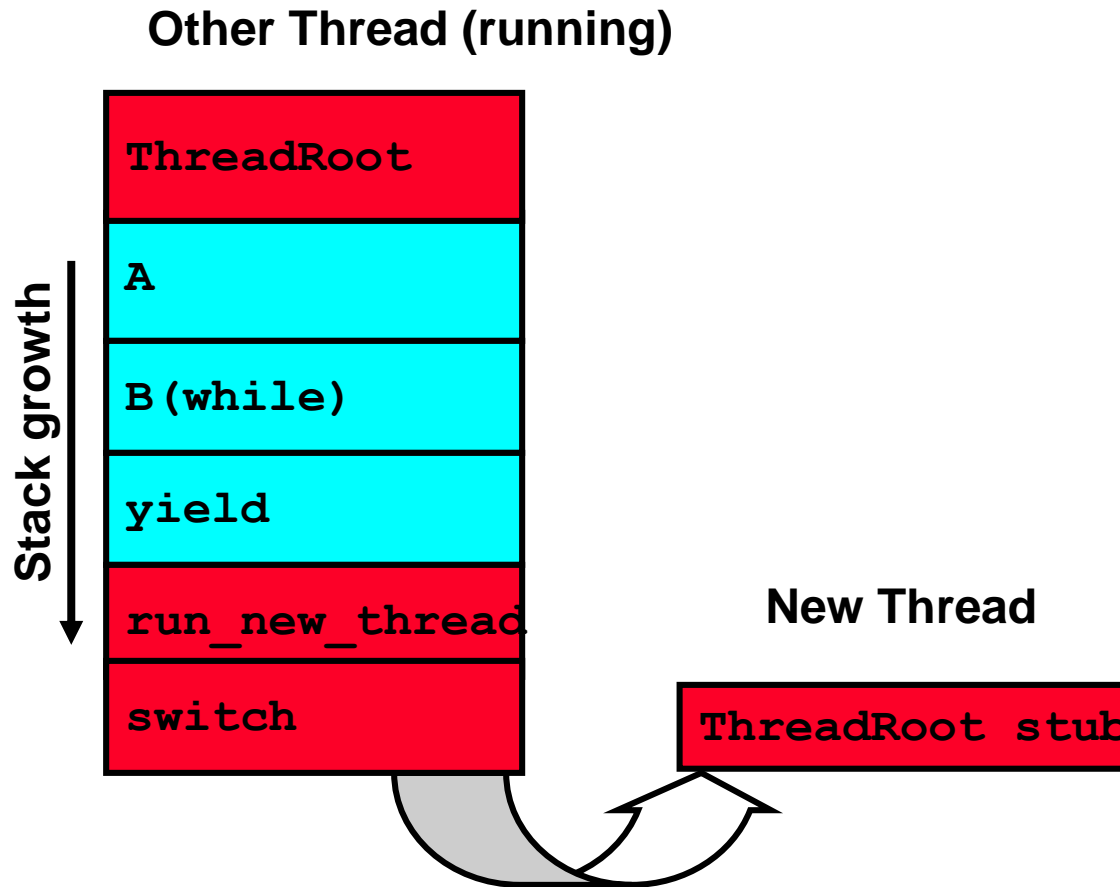 Other Thread (running)
ThreadRoot
A
B(while)
yield
run_new_thread
switch
Stack growth
New Thread
ThreadRoot stub